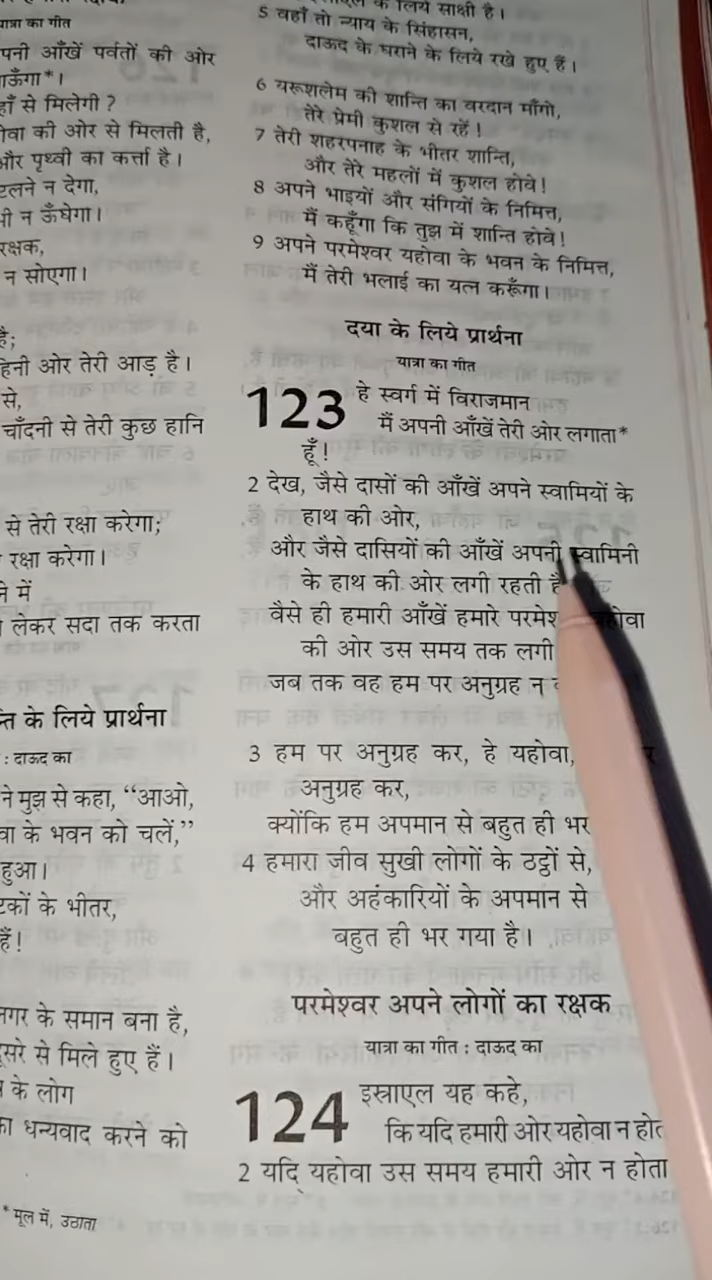 यात्रा का गीत
पनी आँखें पर्वतों की ओर
गाऊँगा*।
हाँ से मिलेगी?
ोवा की ओर से मिलती है,
और पृथ्वी का कर्त्ता है।
टलने न देगा,
भी न ऊँघेगा।
रक्षक,
न सोएगा।
है;
हिनी ओर तेरी आड़ है।
से,
चाँदनी से तेरी कुछ हानि
से तेरी रक्षा करेगा;
रक्षा करेगा।
ने में
लेकर सदा तक करता
न्ति के लिये प्रार्थना
: दाऊद का
ने मुझ से कहा, “आओ,
वा के भवन को चलें,”
हुआ।
टकों के भीतर,
हैं!
नगर के समान बना है,
दूसरे से मिले हुए हैं।
के लोग
का धन्यवाद करने को
*मूल में, उठाता
के लिये साक्षी है।
5 वहाँ तो न्याय के सिंहासन,
दाऊद के घराने के लिये रखे हुए हैं।
6 यरूशलेम की शान्ति का वरदान माँगो,
तेरे प्रेमी कुशल से रहें!
7 तेरी शहरपनाह के भीतर शान्ति,
और तेरे महलों में कुशल होवे!
8 अपने भाइयों और संगियों के निमित्त,
मैं कहूँगा कि तुझ में शान्ति होवे!
9 अपने परमेश्वर यहोवा के भवन के निमित्त,
मैं तेरी भलाई का यत्न करूँगा।
दया के लिये प्रार्थना
यात्रा का गीत
123 हे स्वर्ग में विराजमान
मैं अपनी आँखें तेरी ओर लगाता*
हूँ!
2 देख, जैसे दासों की आँखें अपने स्वामियों के
हाथ की ओर,
और जैसे दासियों की आँखें अपनी स्वामिनी
के हाथ की ओर लगी रहती है
वैसे ही हमारी आँखें हमारे परमेश होवा
की ओर उस समय तक लगी
जब तक वह हम पर अनुग्रह न
3 हम पर अनुग्रह कर, हे यहोवा,
अनुग्रह कर,
क्योंकि हम अपमान से बहुत ही भर
4 हमारा जीव सुखी लोगों के ठट्ठों से,
और अहंकारियों के अपमान से
बहुत ही भर गया है।
परमेश्वर अपने लोगों का रक्षक
यात्रा का गीत : दाऊद का
124 इस्राएल यह कहे,
कि यदि हमारी ओर यहोवा न होत
2 यदि यहोवा उस समय हमारी ओर न होता